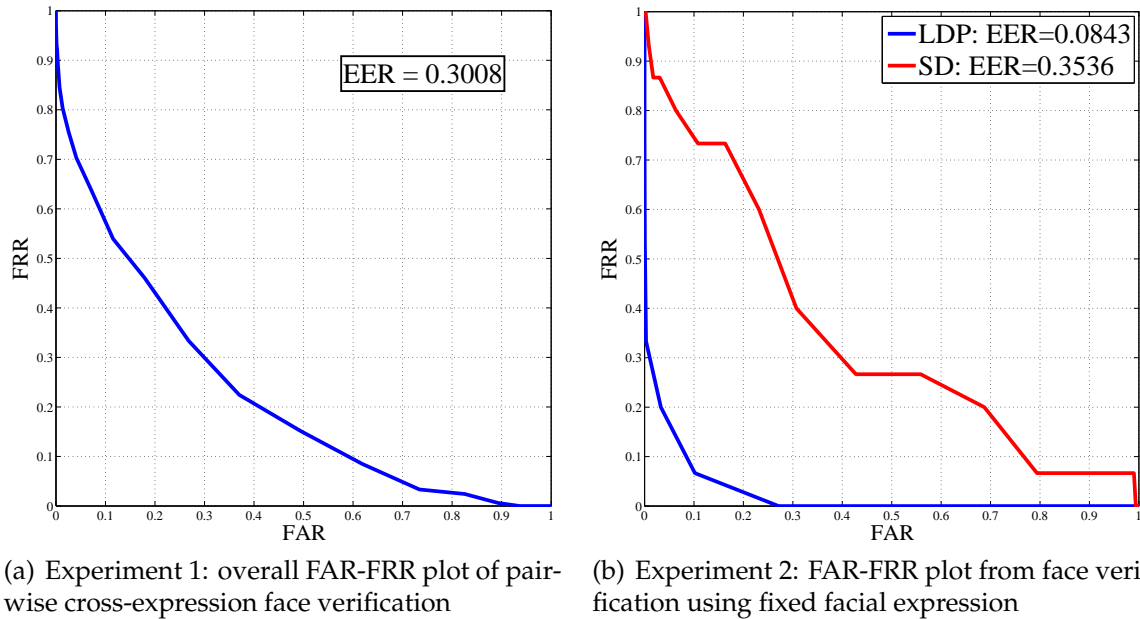 1
0.9
0.8
0.7
0.6
0.5
0.4
0.3
0.2
0.1
0
FRR
EER = 0.3008
0 0.1 0.2 0.3 0.4 0.5 0.6 0.7 0.8 0.9 1
FAR
(a) Experiment 1: overall FAR-FRR plot of pair-
wise cross-expression face verification
1
0.9
0.8
0.7
0.6
0.5
0.4
0.3
0.2
0.1
0
FRR
LDP: EER=0.0843
SD: EER=0.3536
0 0.1 0.2 0.3 0.4 0.5 0.6 0.7 0.8 0.9 1
FAR
(b) Experiment 2: FAR-FRR plot from face veri
fication using fixed facial expression